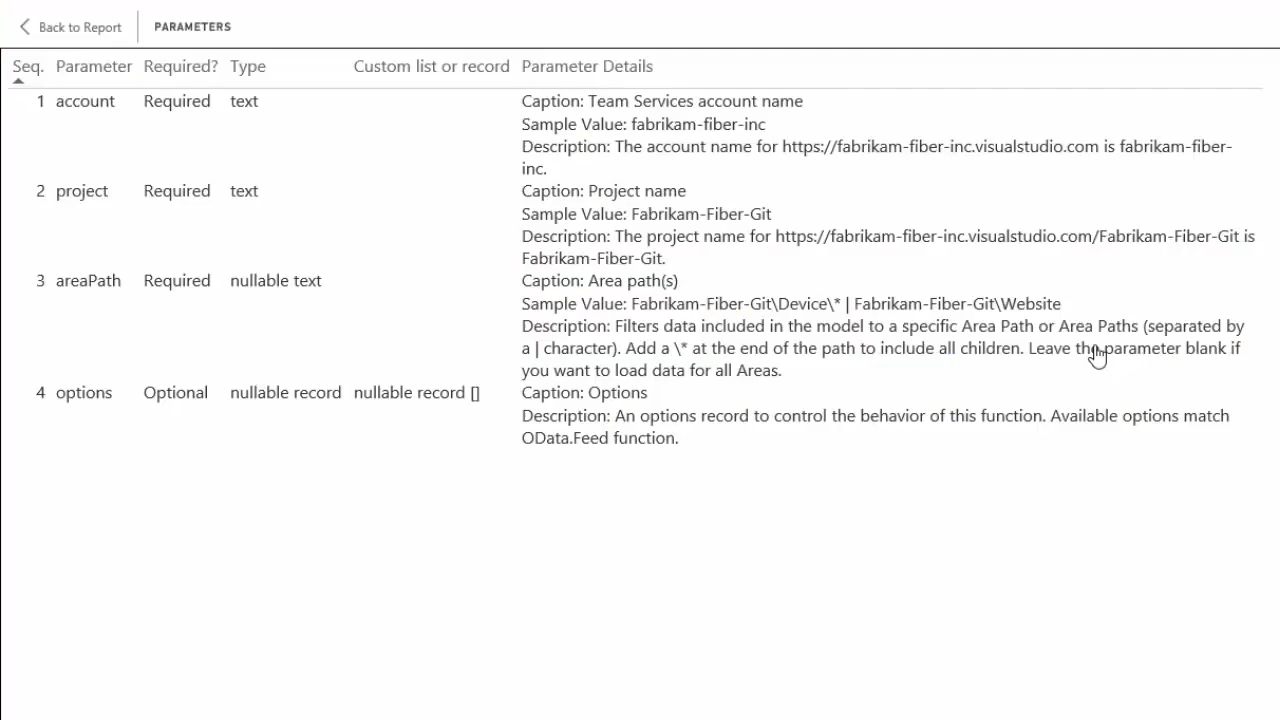 Back to Report PARAMETERS
Seq. Parameter Required? Type Custom list or record Parameter Details
1 account Required text Caption: Team Services account name
Sample Value: fabrikam-fiber-inc
Description: The account name for https://fabrikam-fiber-inc.visualstudio.com is fabrikam-fiber-
inc.
2 project Required text Caption: Project name
Sample Value: Fabrikam-Fiber-Git
Description: The project name for https://fabrikam-fiber-inc.visualstudio.com/Fabrikam-Fiber-Git is
Fabrikam-Fiber-Git.
3 areaPath Required nullable text Caption: Area path(s)
Sample Value: Fabrikam-Fiber-Git\Device\* | Fabrikam-Fiber-Git\Website
Description: Filters data included in the model to a specific Area Path or Area Paths (separated by
a | character). Add a \* at the end of the path to include all children. Leave the parameter blank if
you want to load data for all Areas.
4 options Optional nullable record nullable record [] Caption: Options
Description: An options record to control the behavior of this function. Available options match
OData.Feed function.